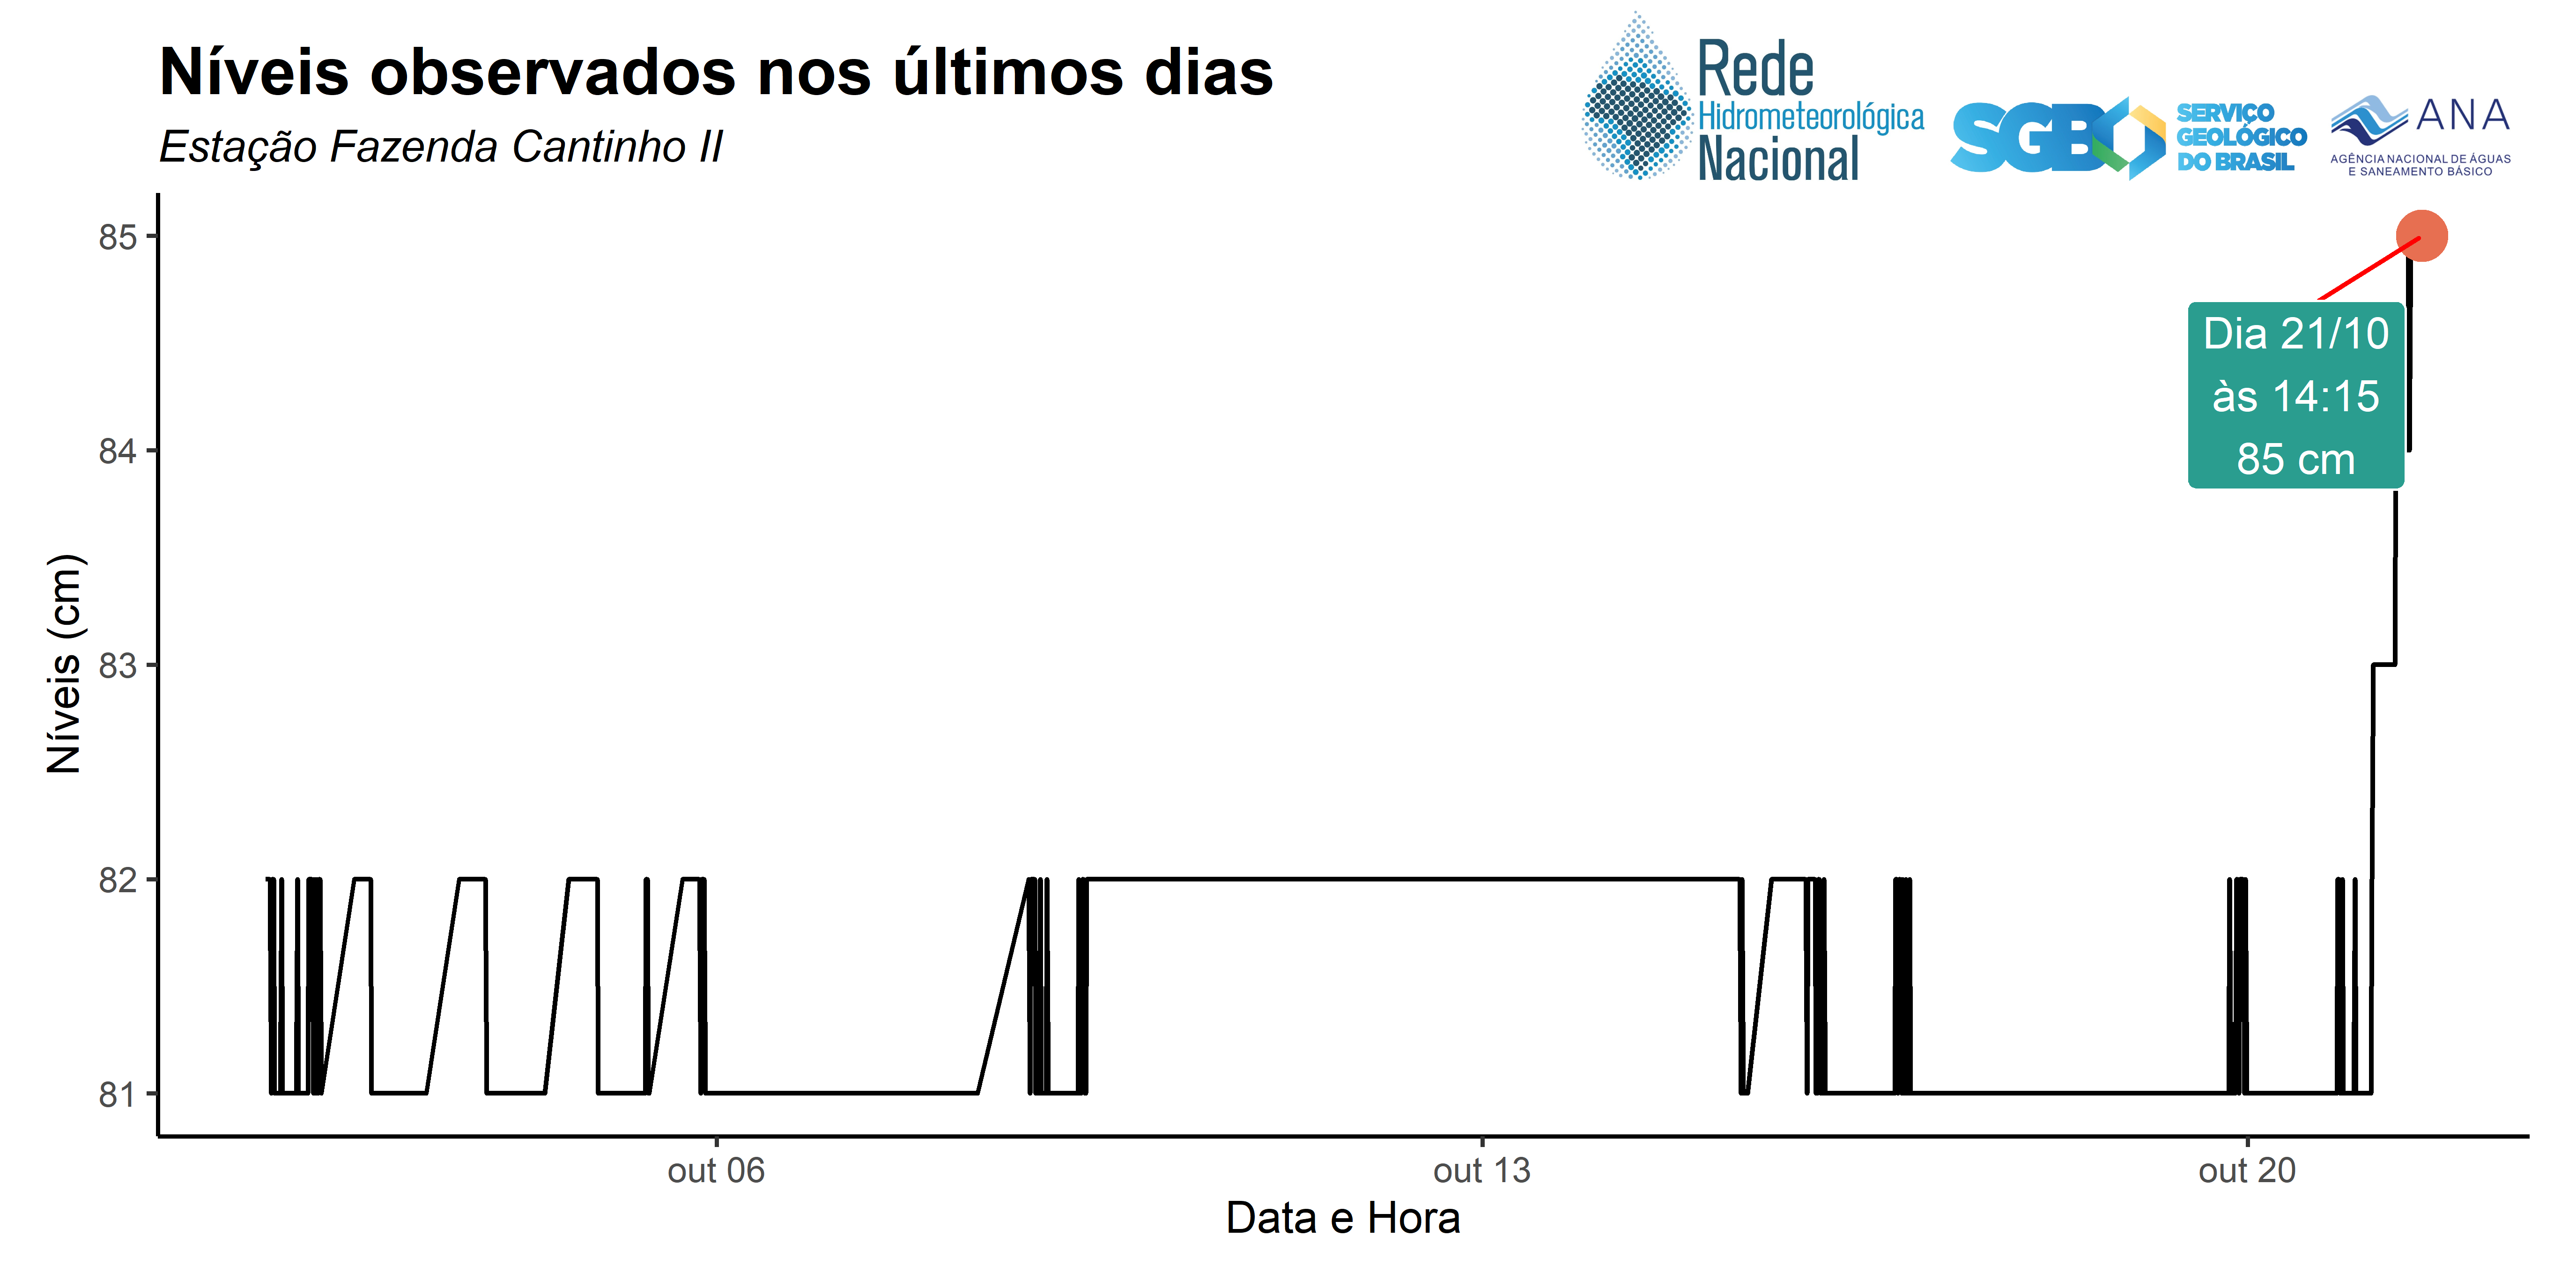 Níveis observados nos últimos dias
Estação Fazenda Cantinho II
Rede
Hidrometeorológica
Nacional
SGB
SERVIÇO
GEOLÓGICO
DO BRASIL
ANA
AGÊNCIA NACIONAL DE ÁGUAS
E SANEAMENTO BÁSICO
85
84
83
82
81
Níveis (cm)
Dia 21/10
às 14:15
85 cm
out 06
out 13
out 20
Data e Hora